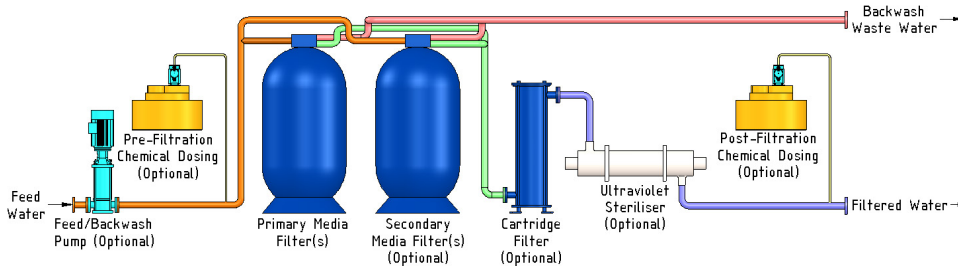 Backwash
Waste Water
Pre-Filtration
Chemical Dosing
(Optional)
Post-Filtration
Chemical Dosing
(Optional)
Feed
Water
Feed/Backwash
Pump (Optional)
Primary Media
Filter(s)
Secondary
Media Filter(s)
(Optional)
Cartridge
Filter
(Optional)
Ultraviolet
Steriliser
(Optional)
Filtered Water